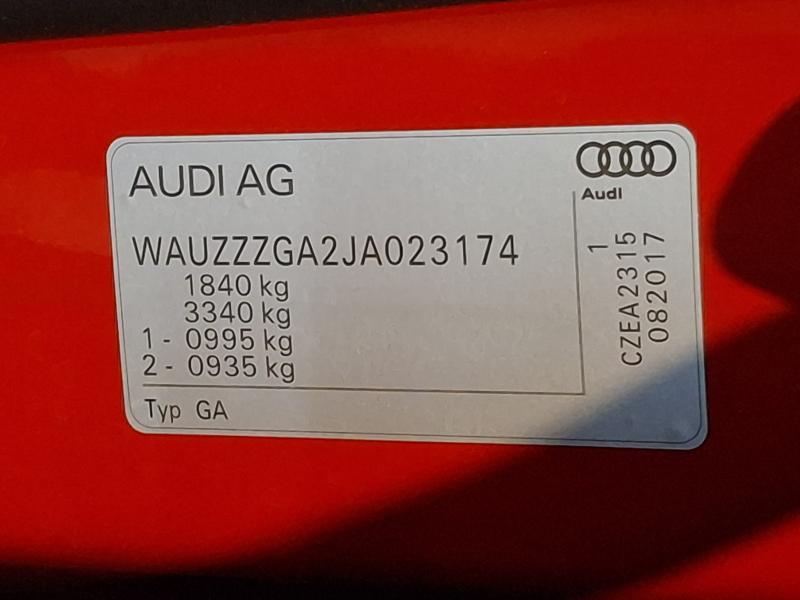 AUDI AG
Audi
WAUZZZGA2JA023174
1840 kg
3340 kg
1 - 0995 kg
2 - 0935 kg
Typ GA
1
CZEA2315
082017